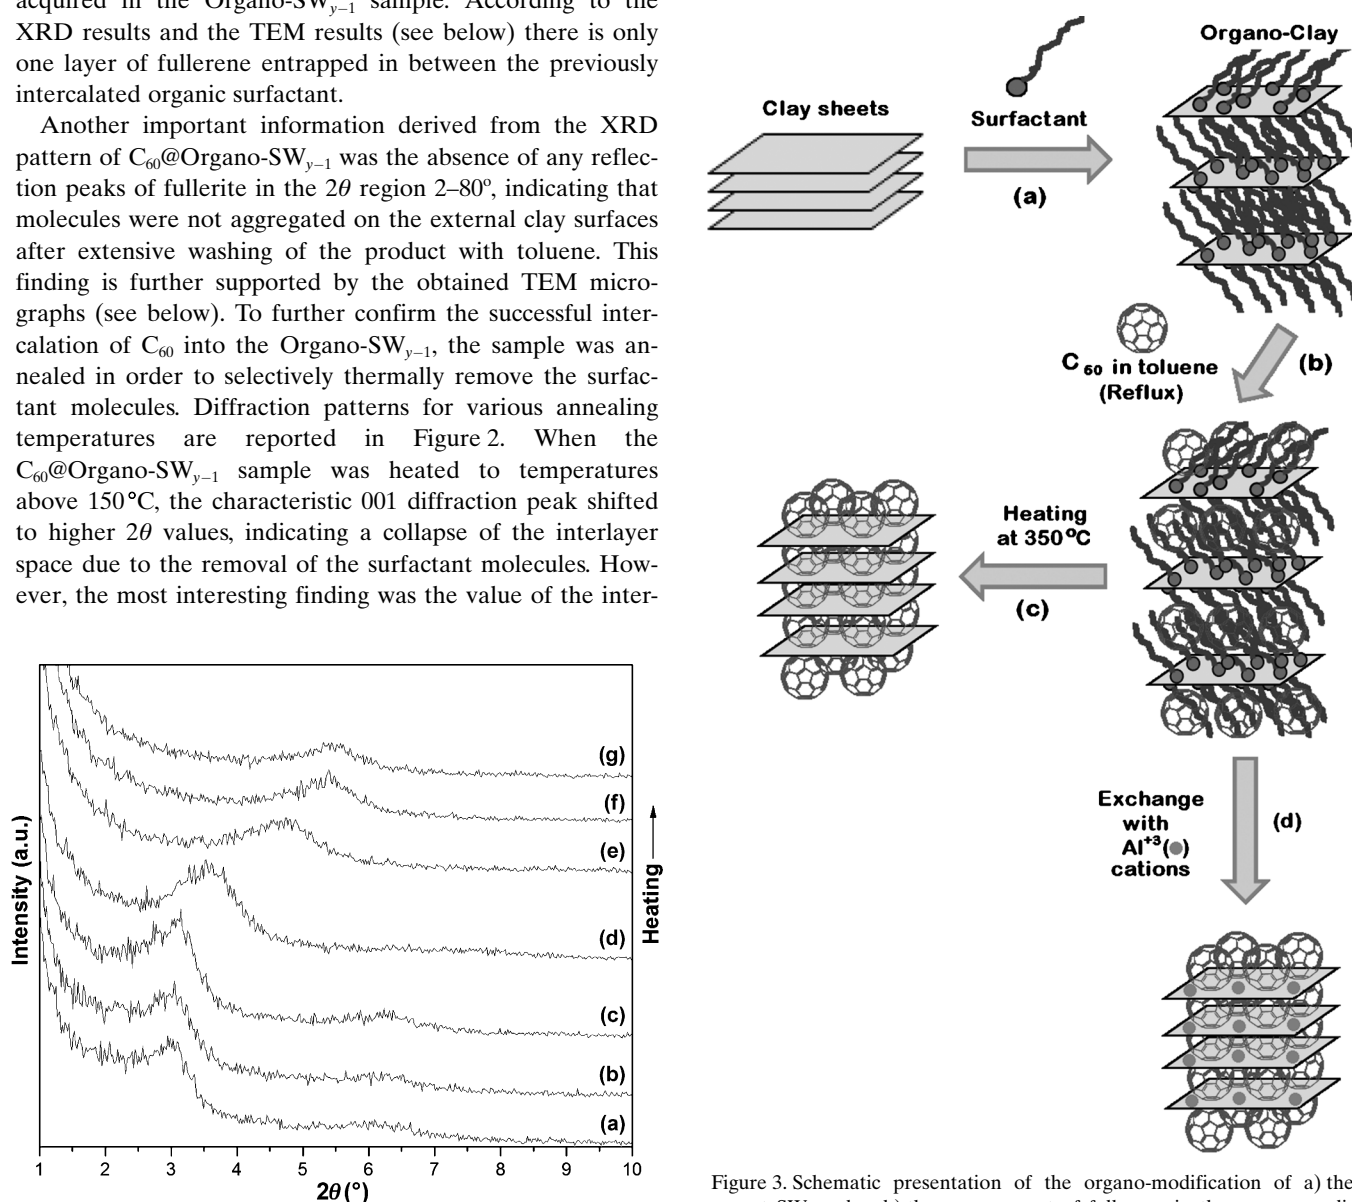 acquired in the Organo-SWy−1 sample. According to the
XRD results and the TEM results (see below) there is only
one layer of fullerene entrapped in between the previously
intercalated organic surfactant.
Another important information derived from the XRD
pattern of C60@Organo-SWy−1 was the absence of any reflec-
tion peaks of fullerite in the 2θ region 2–80º, indicating that
molecules were not aggregated on the external clay surfaces
after extensive washing of the product with toluene. This
finding is further supported by the obtained TEM micro-
graphs (see below). To further confirm the successful inter-
calation of C60 into the Organo-SWy−1, the sample was an-
nealed in order to selectively thermally remove the surfac-
tant molecules. Diffraction patterns for various annealing
temperatures are reported in Figure 2. When the
C60@Organo-SWy−1 sample was heated to temperatures
above 150°C, the characteristic 001 diffraction peak shifted
to higher 2θ values, indicating a collapse of the interlayer
space due to the removal of the surfactant molecules. How-
ever, the most interesting finding was the value of the inter-
Intensity (a.u.)
(g)
(f)
(e)
(d)
(c)
(b)
(a)
Heating
1 2 3 4 5 6 7 8 9 10
2θ (°)
Clay sheets
Surfactant
(a)
Organo-Clay
C60 in toluene
(Reflux)
(b)
Heating
at 350°C
(c)
Exchange
with
Al+3( )
cations
(d)
Figure 3. Schematic presentation of the organo-modification of a) the